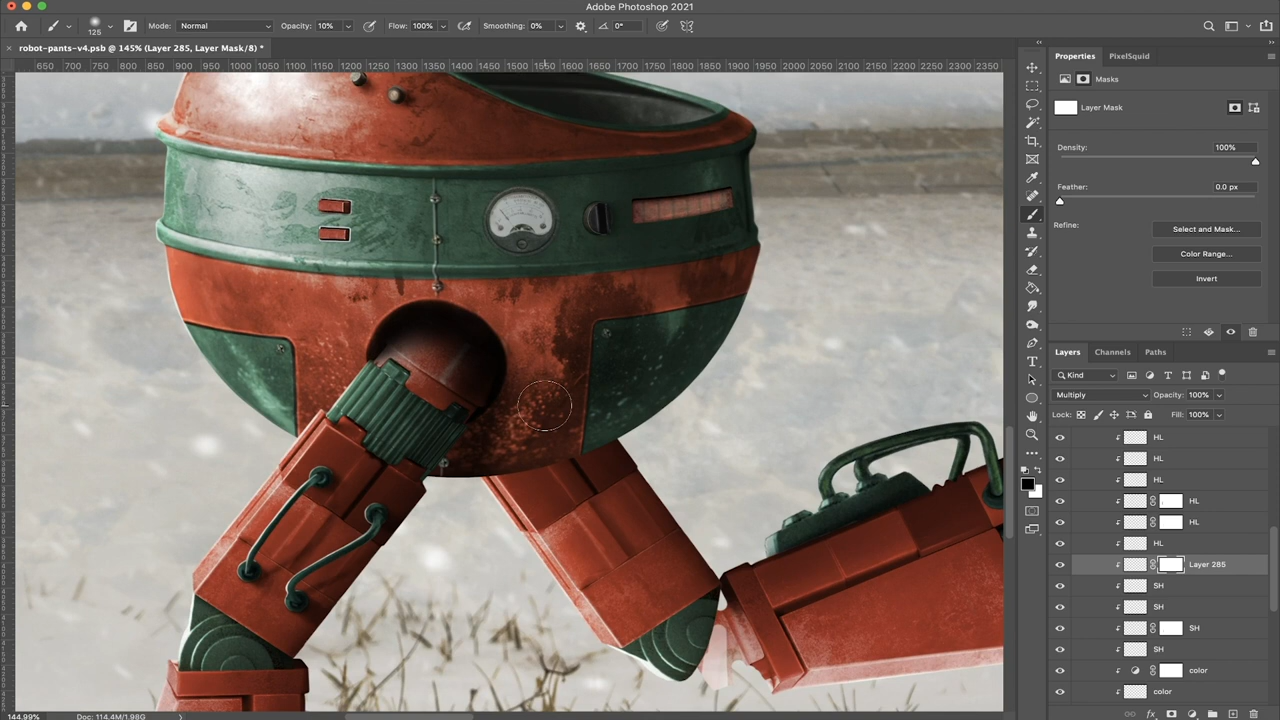 Adobe Photoshop 2021
125 Mode: Normal Opacity: 10% Flow: 100% Smoothing: 0% 0°
× robot-pants-v4.psb @ 145% (Layer 285, Layer Mask/8) *
650 700 750 800 850 900 950 1000 1050 1100 1150 1200 1250 1300 1350 1400 1450 1500 1550 1600 1650 1700 1750 1800 1850 1900 1950 2000 2050 2100 2150 2200 2250 2300 2350
Properties PixelSquid
Masks
Layer Mask
Density: 100%
Feather: 0.0 px
Refine: Select and Mask...
Color Range...
Invert
Layers Channels Paths
Kind
Multiply Opacity: 100%
Lock: Fill: 100%
HL
HL
HL
HL
HL
HL
Layer 285
SH
SH
SH
SH
color
color
144.99% Doc: 114.4M/1.98G